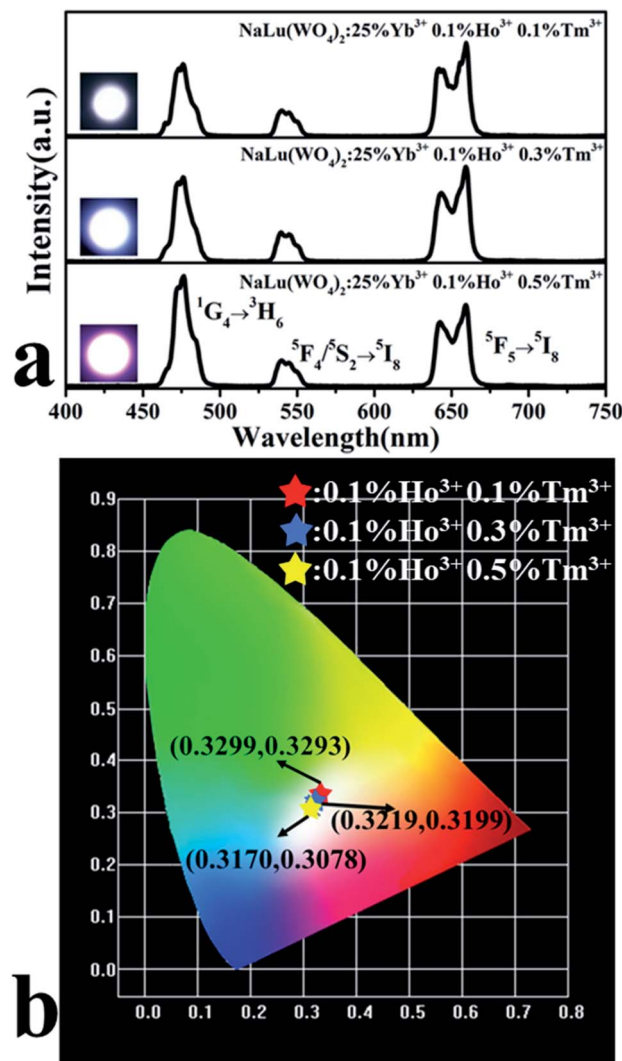 NaLu(WO₄)₂:25%Yb³⁺ 0.1%Ho³⁺ 0.1%Tm³⁺
NaLu(WO₄)₂:25%Yb³⁺ 0.1%Ho³⁺ 0.3%Tm³⁺
NaLu(WO₄)₂:25%Yb³⁺ 0.1%Ho³⁺ 0.5%Tm³⁺
¹G₄→³H₆
⁵F₄/⁵S₂→⁵I₈
⁵F₅→⁵I₈
Intensity(a.u.)
a
400 450 500 550 600 650 700 750
Wavelength(nm)
:0.1%Ho³⁺ 0.1%Tm³⁺
:0.1%Ho³⁺ 0.3%Tm³⁺
:0.1%Ho³⁺ 0.5%Tm³⁺
0.9
0.8
0.7
0.6
0.5
0.4
0.3
0.2
0.1
0.0
(0.3299,0.3293)
(0.3219,0.3199)
(0.3170,0.3078)
0.0 0.1 0.2 0.3 0.4 0.5 0.6 0.7 0.8
b